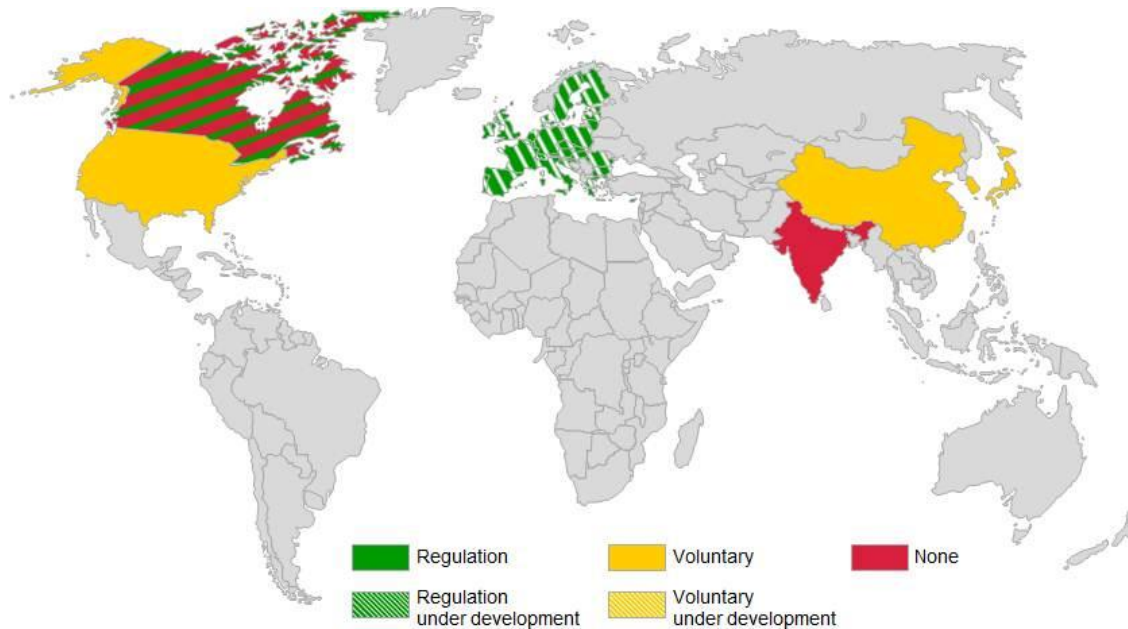 Regulation
Voluntary
None
Regulation
under development
Voluntary
under development